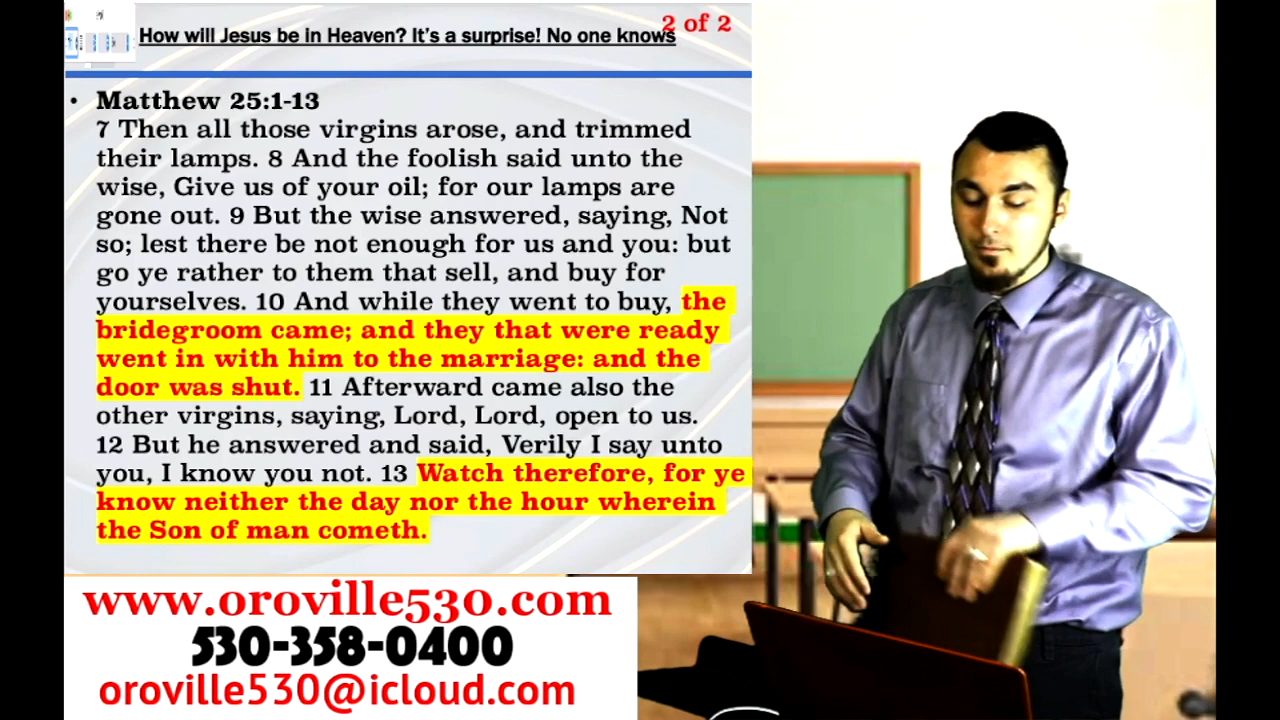 2 of 2
How will Jesus be in Heaven? It's a surprise! No one knows
• Matthew 25:1-13
7 Then all those virgins arose, and trimmed
their lamps. 8 And the foolish said unto the
wise, Give us of your oil; for our lamps are
gone out. 9 But the wise answered, saying, Not
so; lest there be not enough for us and you: but
go ye rather to them that sell, and buy for
yourselves. 10 And while they went to buy, the
bridegroom came; and they that were ready
went in with him to the marriage: and the
door was shut. 11 Afterward came also the
other virgins, saying, Lord, Lord, open to us.
12 But he answered and said, Verily I say unto
you, I know you not. 13 Watch therefore, for ye
know neither the day nor the hour wherein
the Son of man cometh.
www.oroville530.com
530-358-0400
oroville530@icloud.com